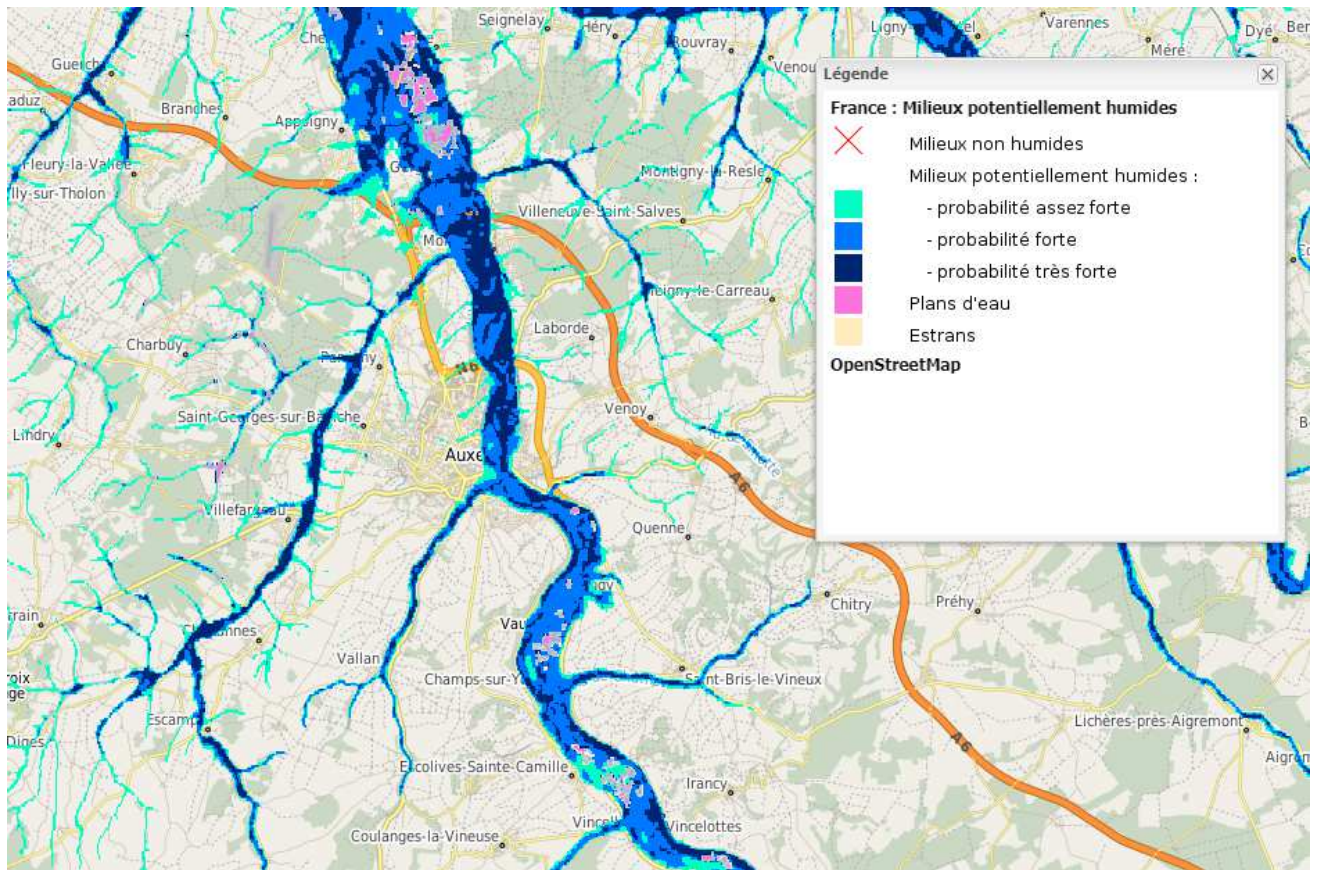 Seignelay
Héry
Rouvray
Varennes
Méré
Dyé
Guerch
Branches
Appoigny
Fleury-la-Vallée
lly-sur-Tholon
Montigny-la-Resle
Villeneuve-Saint-Salves
Charbuy
Laborde
N6
Saint-Georges-sur-Baulche
Lindry
Venoy
Auxe
A6
Villefargeau
Quenne
Chitry
Préhy
Vallan
Champs-sur-Y
Saint-Bris-le-Vineux
Escamp
Diges
Lichères-près-Aigremont
A6
Escolives-Sainte-Camille
Irancy
Vincelottes
Coulanges-la-Vineuse
Légende
France : Milieux potentiellement humides
Milieux non humides
Milieux potentiellement humides :
- probabilité assez forte
- probabilité forte
- probabilité très forte
Plans d'eau
Estrans
OpenStreetMap